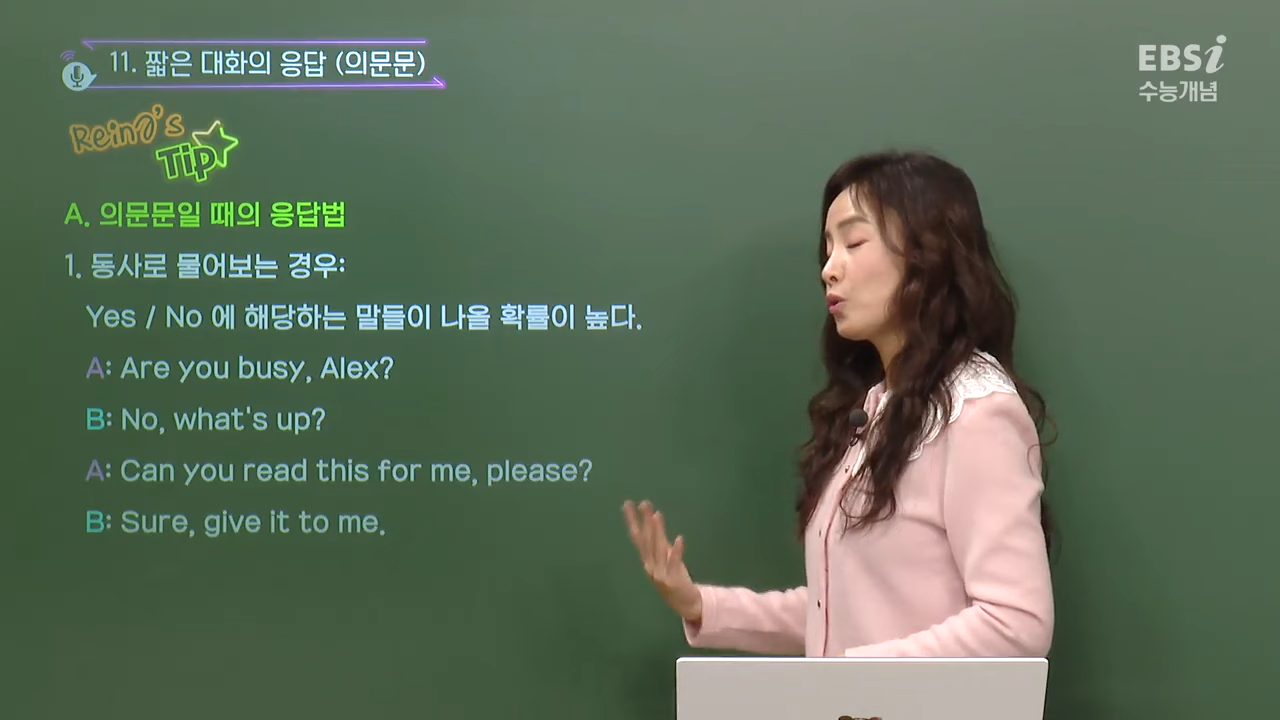 11. 짧은 대화의 응답 (의문문)
EBSi
수능개념
Reina's
Tip
A. 의문문일 때의 응답법
1. 동사로 물어보는 경우:
Yes / No 에 해당하는 말들이 나올 확률이 높다.
A: Are you busy, Alex?
B: No, what's up?
A: Can you read this for me, please?
B: Sure, give it to me.